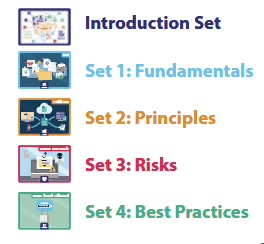 Introduction Set
Set 1: Fundamentals
Set 2: Principles
Set 3: Risks
Set 4: Best Practices